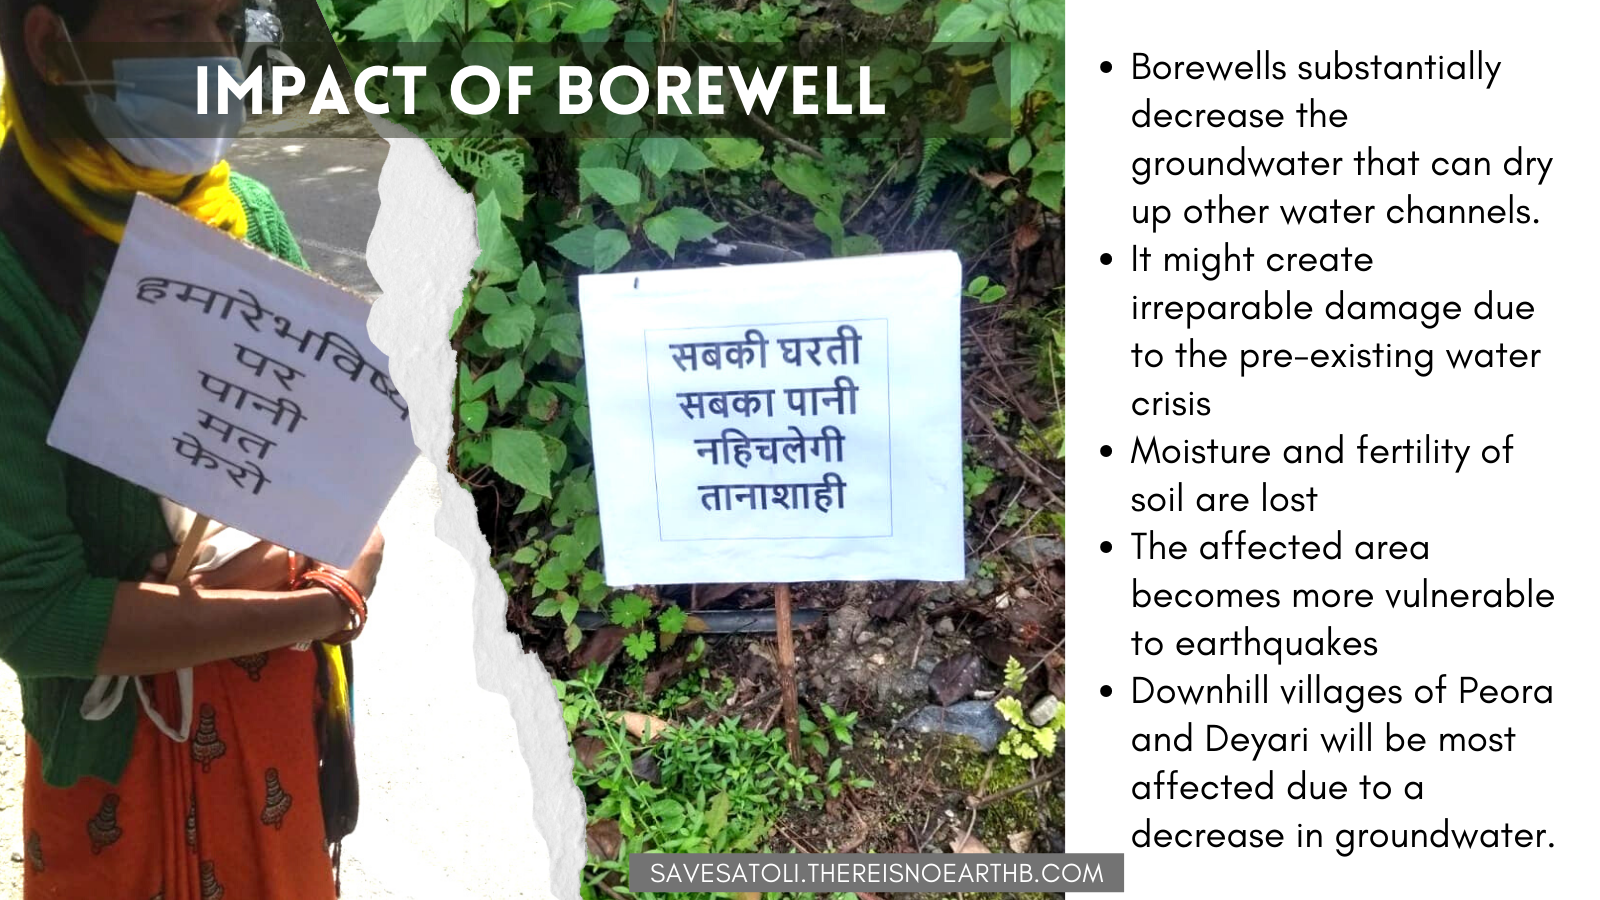 IMPACT OF BOREWELL
हमारेभविष्य
पर
पानी
मत
फेरो
सबकी घरती
सबका पानी
नहिचलेगी
तानाशाही
• Borewells substantially
decrease the
groundwater that can dry
up other water channels.
• It might create
irreparable damage due
to the pre-existing water
crisis
• Moisture and fertility of
soil are lost
• The affected area
becomes more vulnerable
to earthquakes
• Downhill villages of Peora
and Deyari will be most
affected due to a
decrease in groundwater.
SAVESATOLI.THEREISNOEARTHB.COM